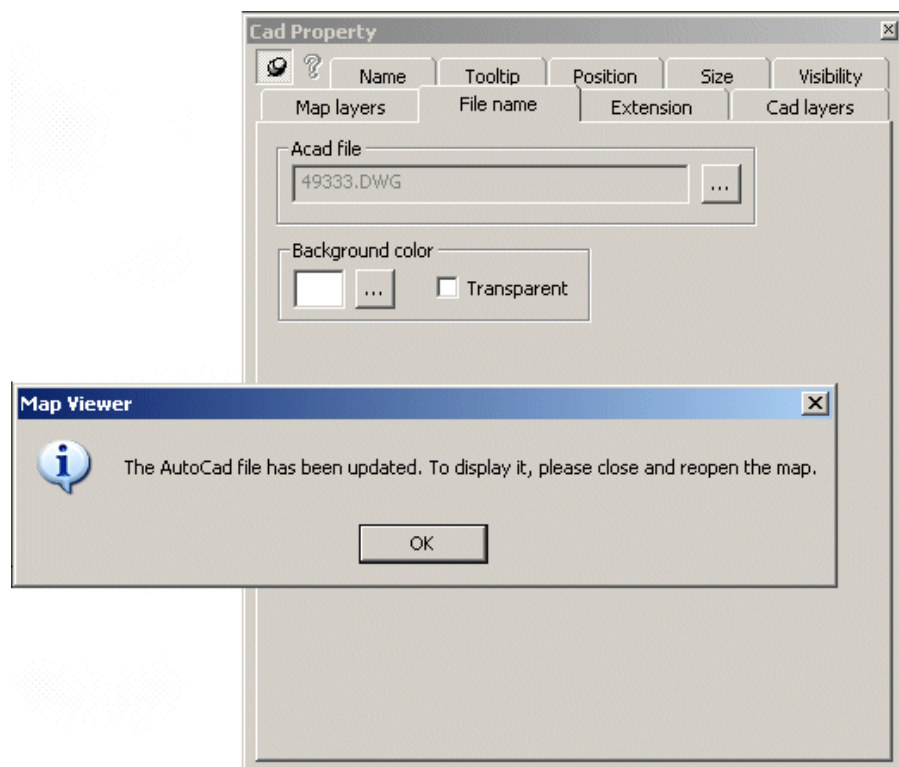 Cad Property
Name Tooltip Position Size Visibility
Map layers File name Extension Cad layers
Acad file
49333.DWG ...
Background color
... Transparent
Map Viewer
The AutoCad file has been updated. To display it, please close and reopen the map.
OK